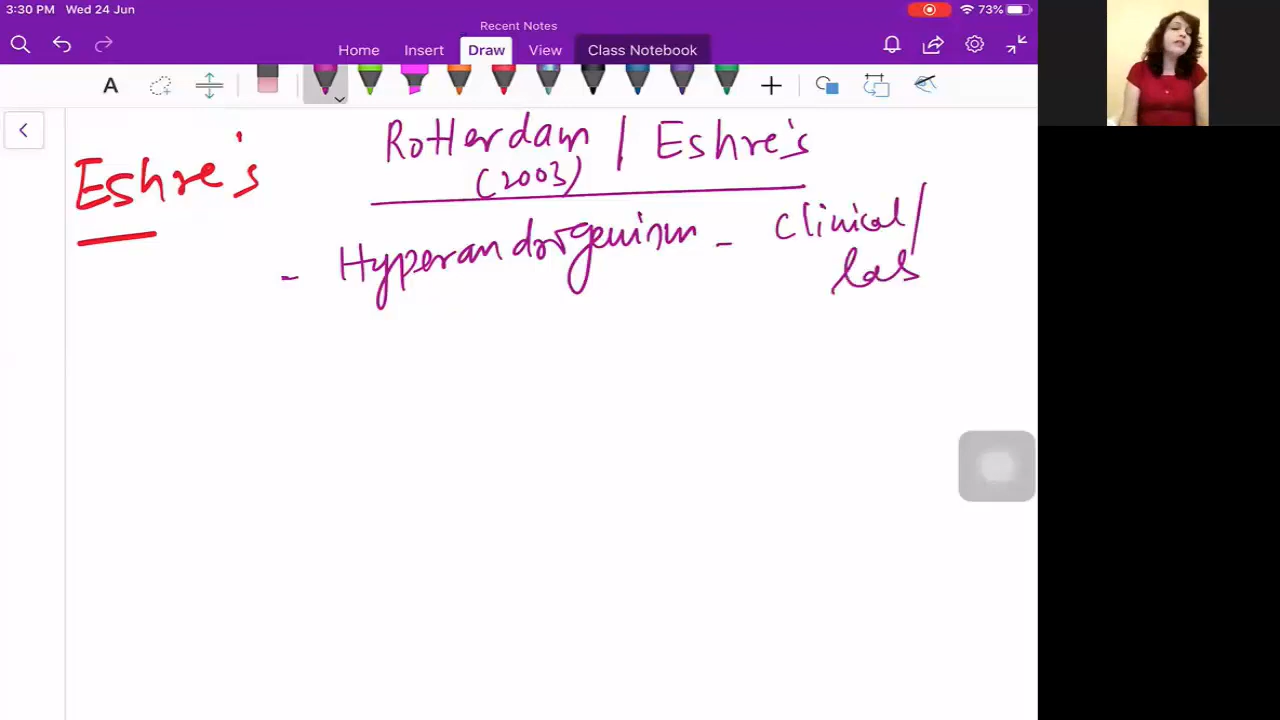 3:30 PM Wed 24 Jun
73%
Recent Notes
Home Insert Draw View Class Notebook
A
Eshre's
Rotterdam / Eshre's
(2003)
- Hyperandrogenism - Clinical/
lab